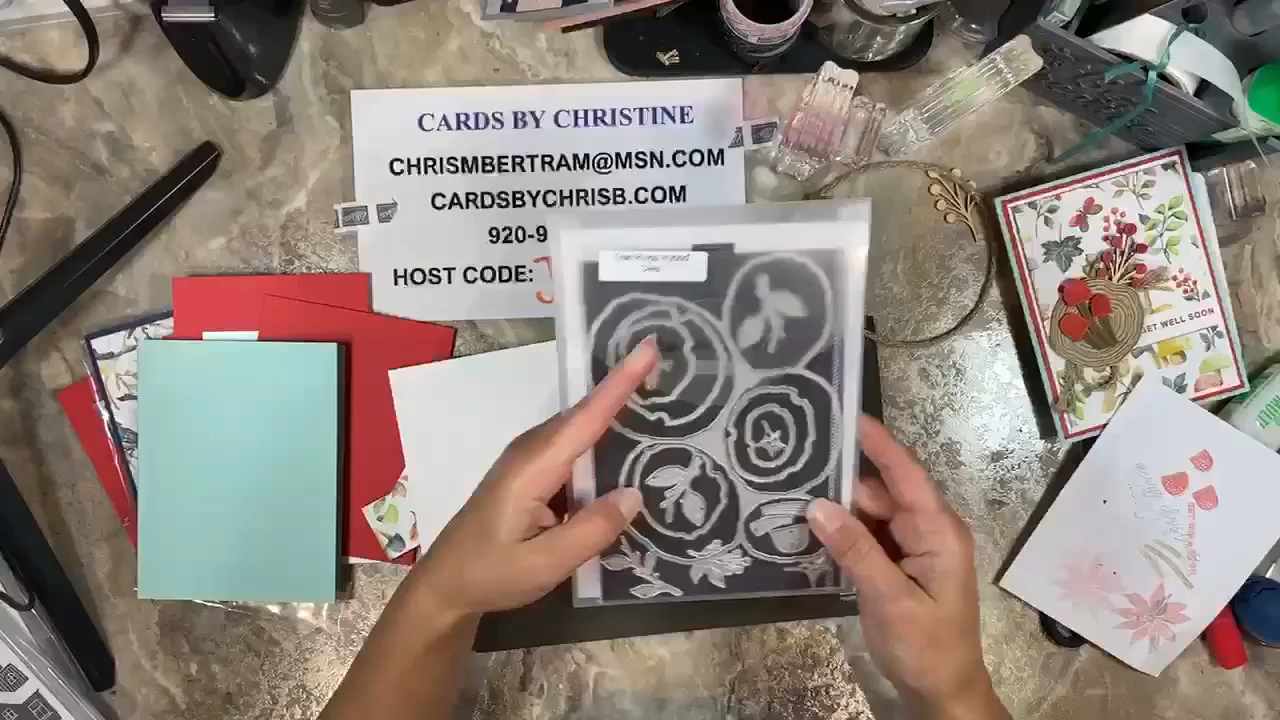 CARDS BY CHRISTINE
CHRISMBERTRAM@MSN.COM
CARDSBYCHRISB.COM
920-9
HOST CODE: J
GET WELL SOON